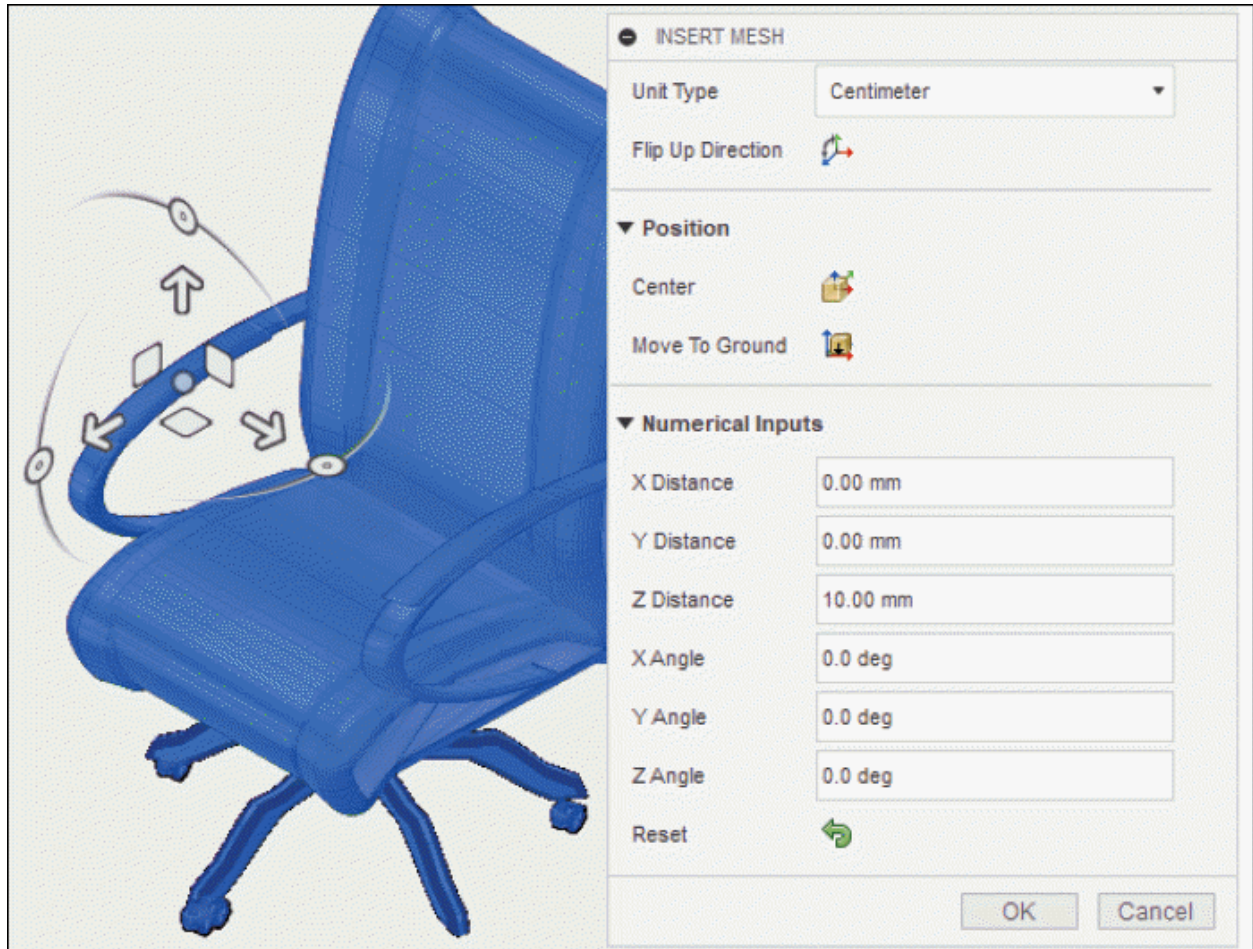 INSERT MESH
Unit Type Centimeter
Flip Up Direction
Position
Center
Move To Ground
Numerical Inputs
X Distance 0.00 mm
Y Distance 0.00 mm
Z Distance 10.00 mm
X Angle 0.0 deg
Y Angle 0.0 deg
Z Angle 0.0 deg
Reset
OK Cancel